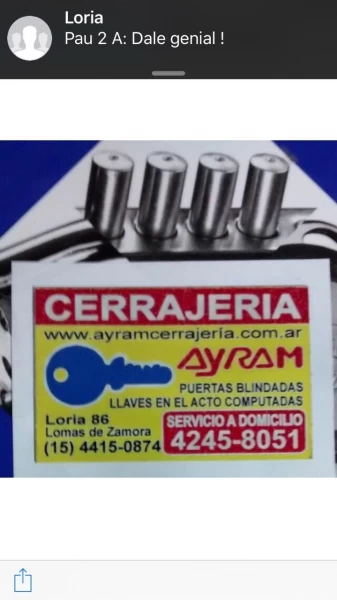 Loria
Pau 2 A: Dale genial !
CERRAJERIA
www.ayramcerrajería.com.ar
AYRAM
PUERTAS BLINDADAS
LLAVES EN EL ACTO COMPUTADAS
Loria 86
Lomas de Zamora
(15) 4415-0874
SERVICIO A DOMICILIO
4245-8051